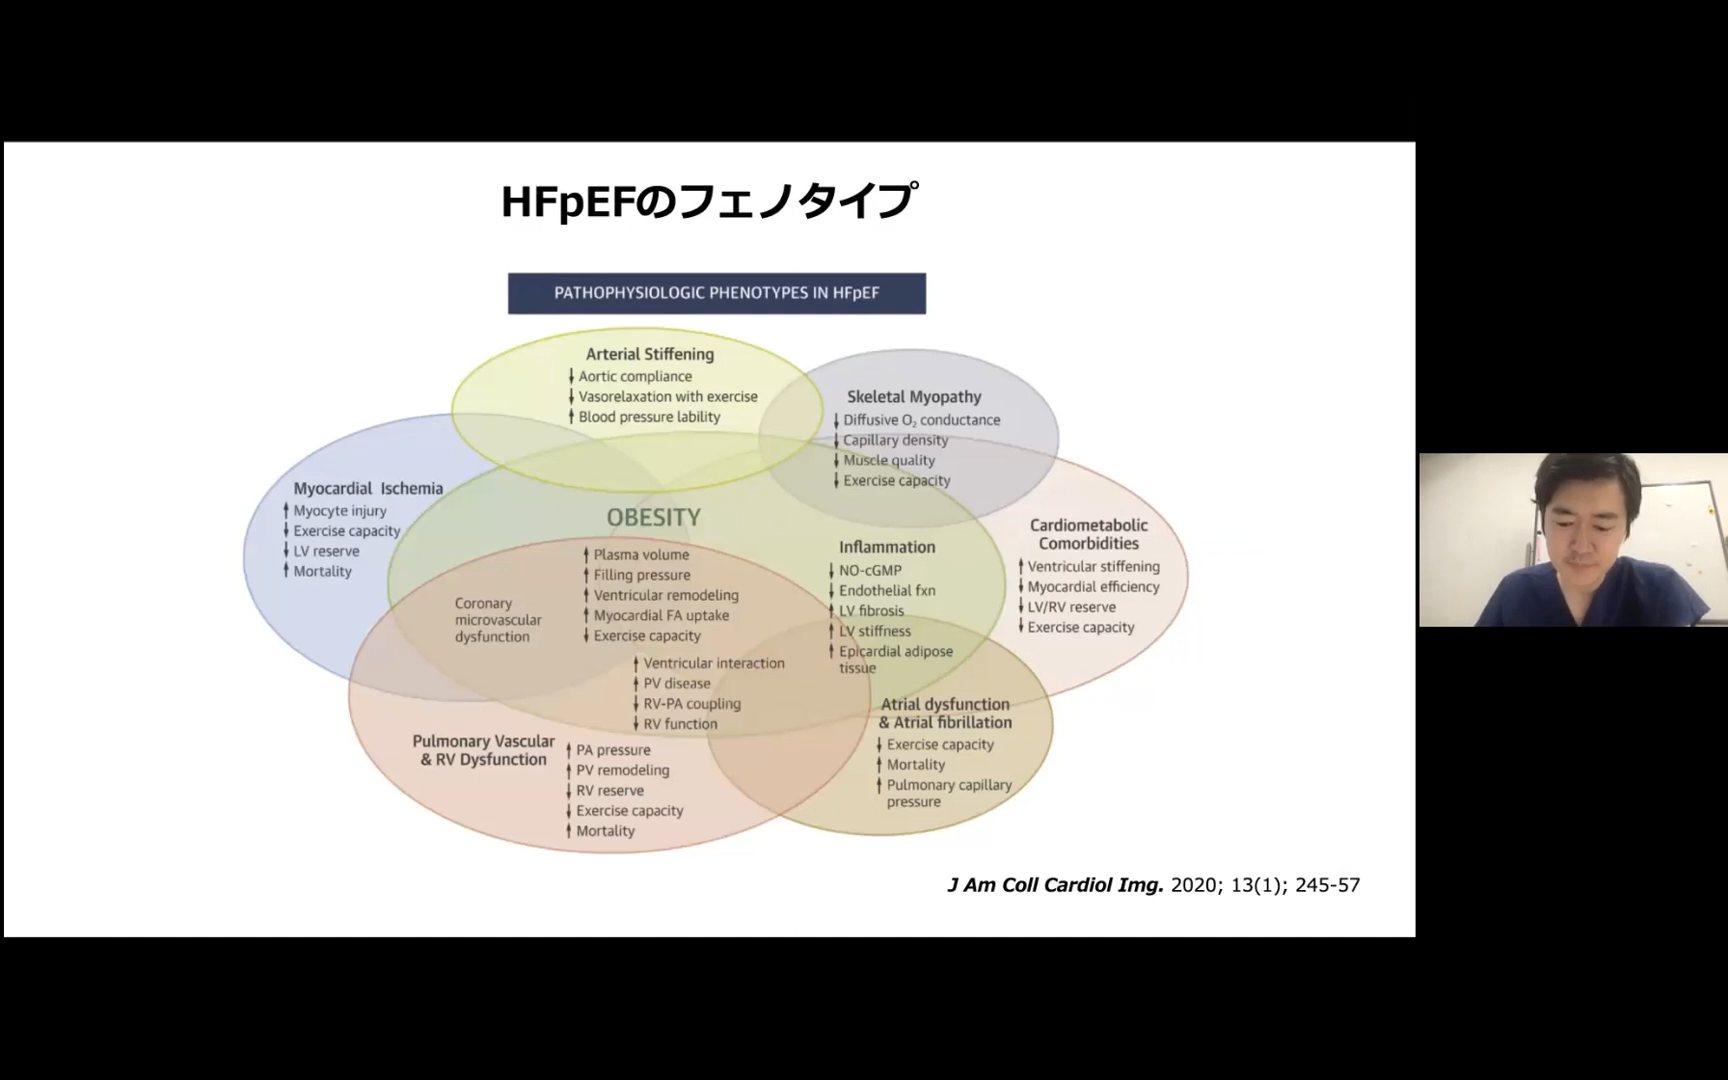 HFpEFのフェノタイプ
PATHOPHYSIOLOGIC PHENOTYPES IN HFpEF
Arterial Stiffening
↓ Aortic compliance
↓ Vasorelaxation with exercise
↑ Blood pressure lability
Skeletal Myopathy
↓ Diffusive O₂ conductance
↓ Capillary density
↓ Muscle quality
↓ Exercise capacity
Myocardial Ischemia
↑ Myocyte injury
↓ Exercise capacity
↓ LV reserve
↑ Mortality
OBESITY
↑ Plasma volume
↑ Filling pressure
↑ Ventricular remodeling
↑ Myocardial FA uptake
↓ Exercise capacity
Coronary
microvascular
dysfunction
↑ Ventricular interaction
↑ PV disease
↓ RV-PA coupling
↓ RV function
Inflammation
↓ NO-cGMP
↓ Endothelial fxn
↑ LV fibrosis
↑ LV stiffness
↑ Epicardial adipose
tissue
Cardiometabolic
Comorbidities
↑ Ventricular stiffening
↓ Myocardial efficiency
↓ LV/RV reserve
↓ Exercise capacity
Pulmonary Vascular
& RV Dysfunction
↑ PA pressure
↑ PV remodeling
↓ RV reserve
↓ Exercise capacity
↑ Mortality
Atrial dysfunction
& Atrial fibrillation
↓ Exercise capacity
↑ Mortality
↑ Pulmonary capillary
pressure
J Am Coll Cardiol Img. 2020; 13(1); 245-57